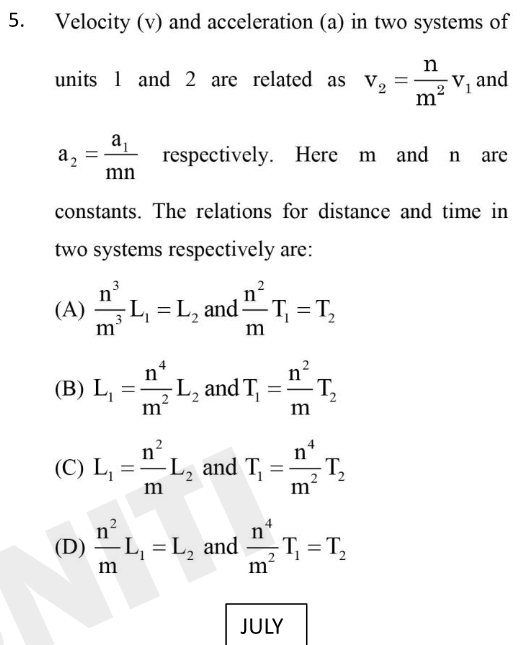 5. Velocity (v) and acceleration (a) in two systems of
units 1 and 2 are related as v₂ = n/m² v₁ and
a₂ = a₁/mn respectively. Here m and n are
constants. The relations for distance and time in
two systems respectively are:
(A) n³/m³ L₁ = L₂ and n²/m T₁ = T₂
(B) L₁ = n⁴/m² L₂ and T₁ = n²/m T₂
(C) L₁ = n²/m L₂ and T₁ = n⁴/m² T₂
(D) n²/m L₁ = L₂ and n⁴/m² T₁ = T₂
JULY